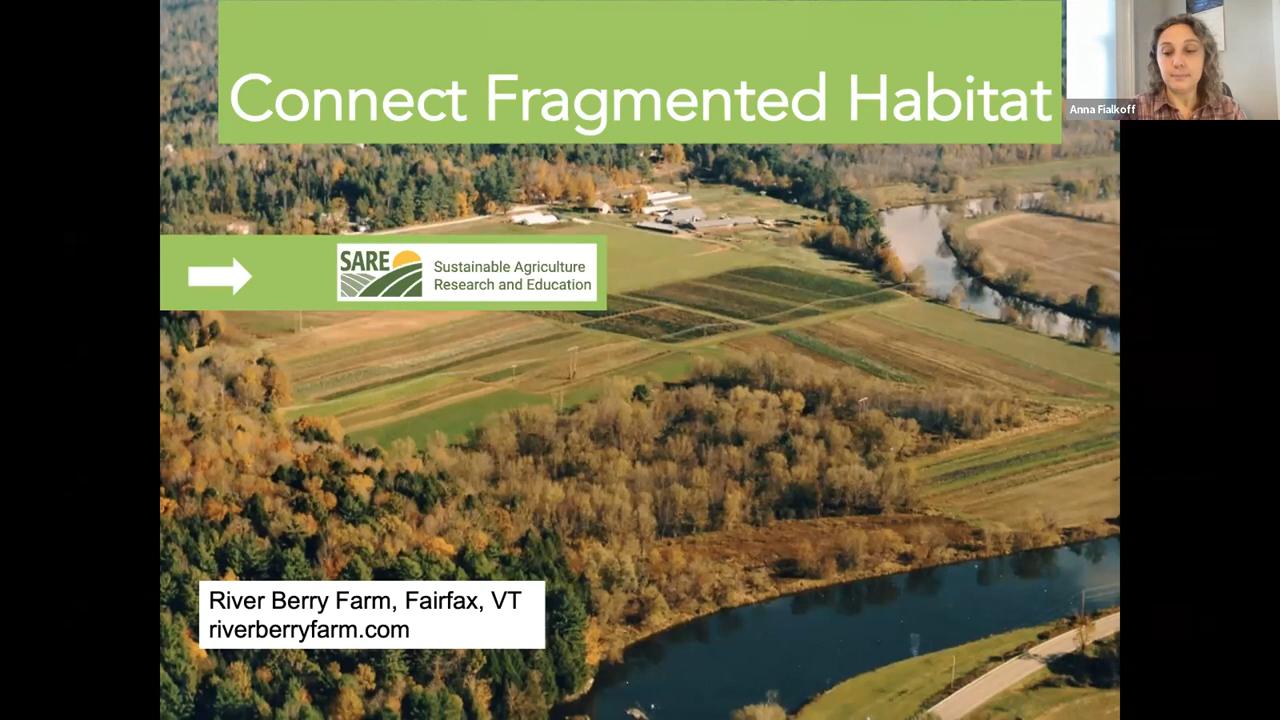 Connect Fragmented Habitat
Anna Fialkoff
SARE
Sustainable Agriculture
Research and Education
River Berry Farm, Fairfax, VT
riverberryfarm.com